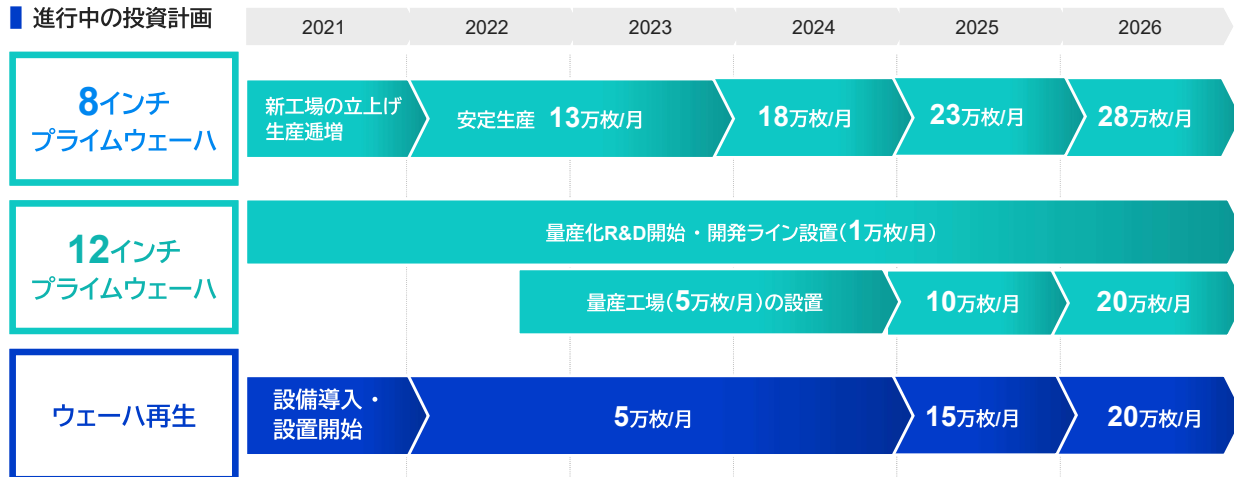 進行中の投資計画
2021 2022 2023 2024 2025 2026
8インチ
プライムウェーハ
新工場の立上げ
生産逓増
安定生産 13万枚/月
18万枚/月
23万枚/月
28万枚/月
12インチ
プライムウェーハ
量産化R&D開始・開発ライン設置(1万枚/月)
量産工場(5万枚/月)の設置
10万枚/月
20万枚/月
ウェーハ再生
設備導入・
設置開始
5万枚/月
15万枚/月
20万枚/月